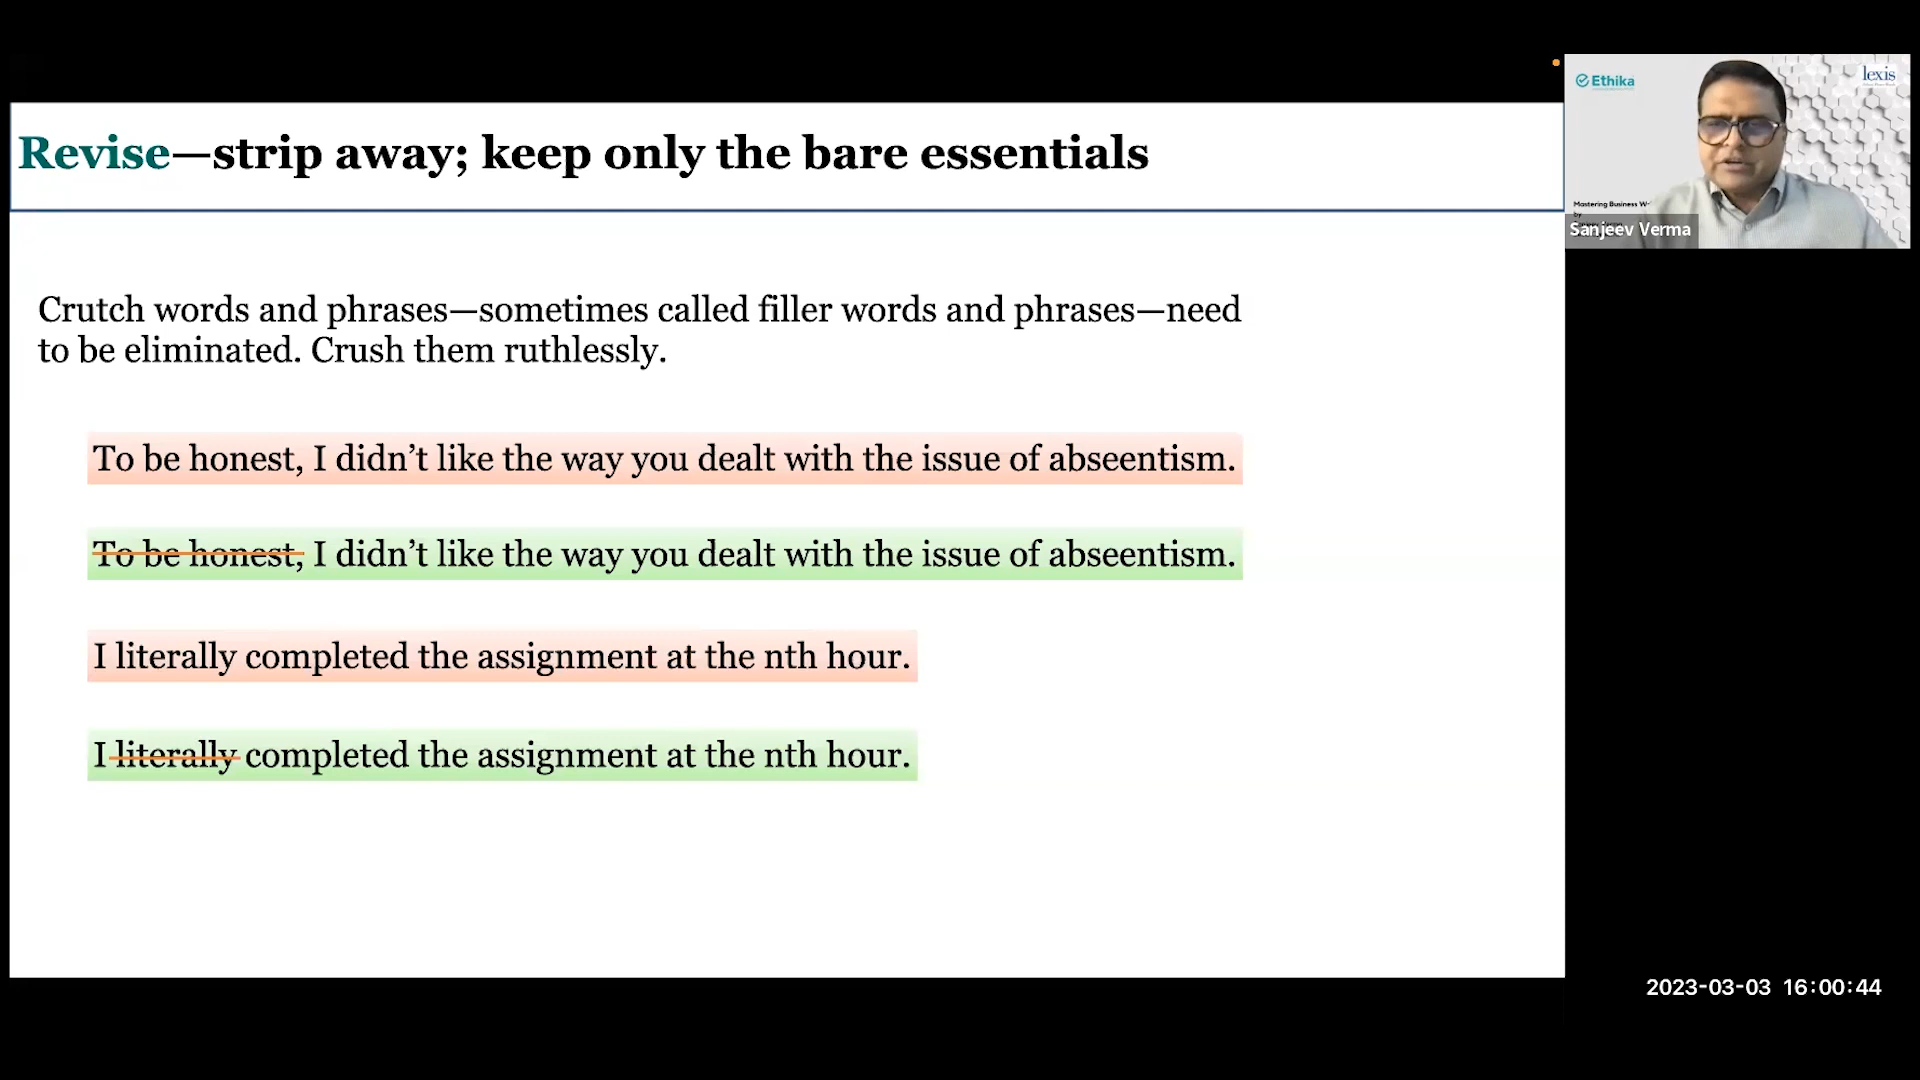 Revise—strip away; keep only the bare essentials
Crutch words and phrases—sometimes called filler words and phrases—need
to be eliminated. Crush them ruthlessly.
To be honest, I didn’t like the way you dealt with the issue of abseentism.
To be honest, I didn’t like the way you dealt with the issue of abseentism.
I literally completed the assignment at the nth hour.
I literally completed the assignment at the nth hour.
Ethika
lexis
Mastering Business W
by
Sanjeev Verma
2023-03-03 16:00:44